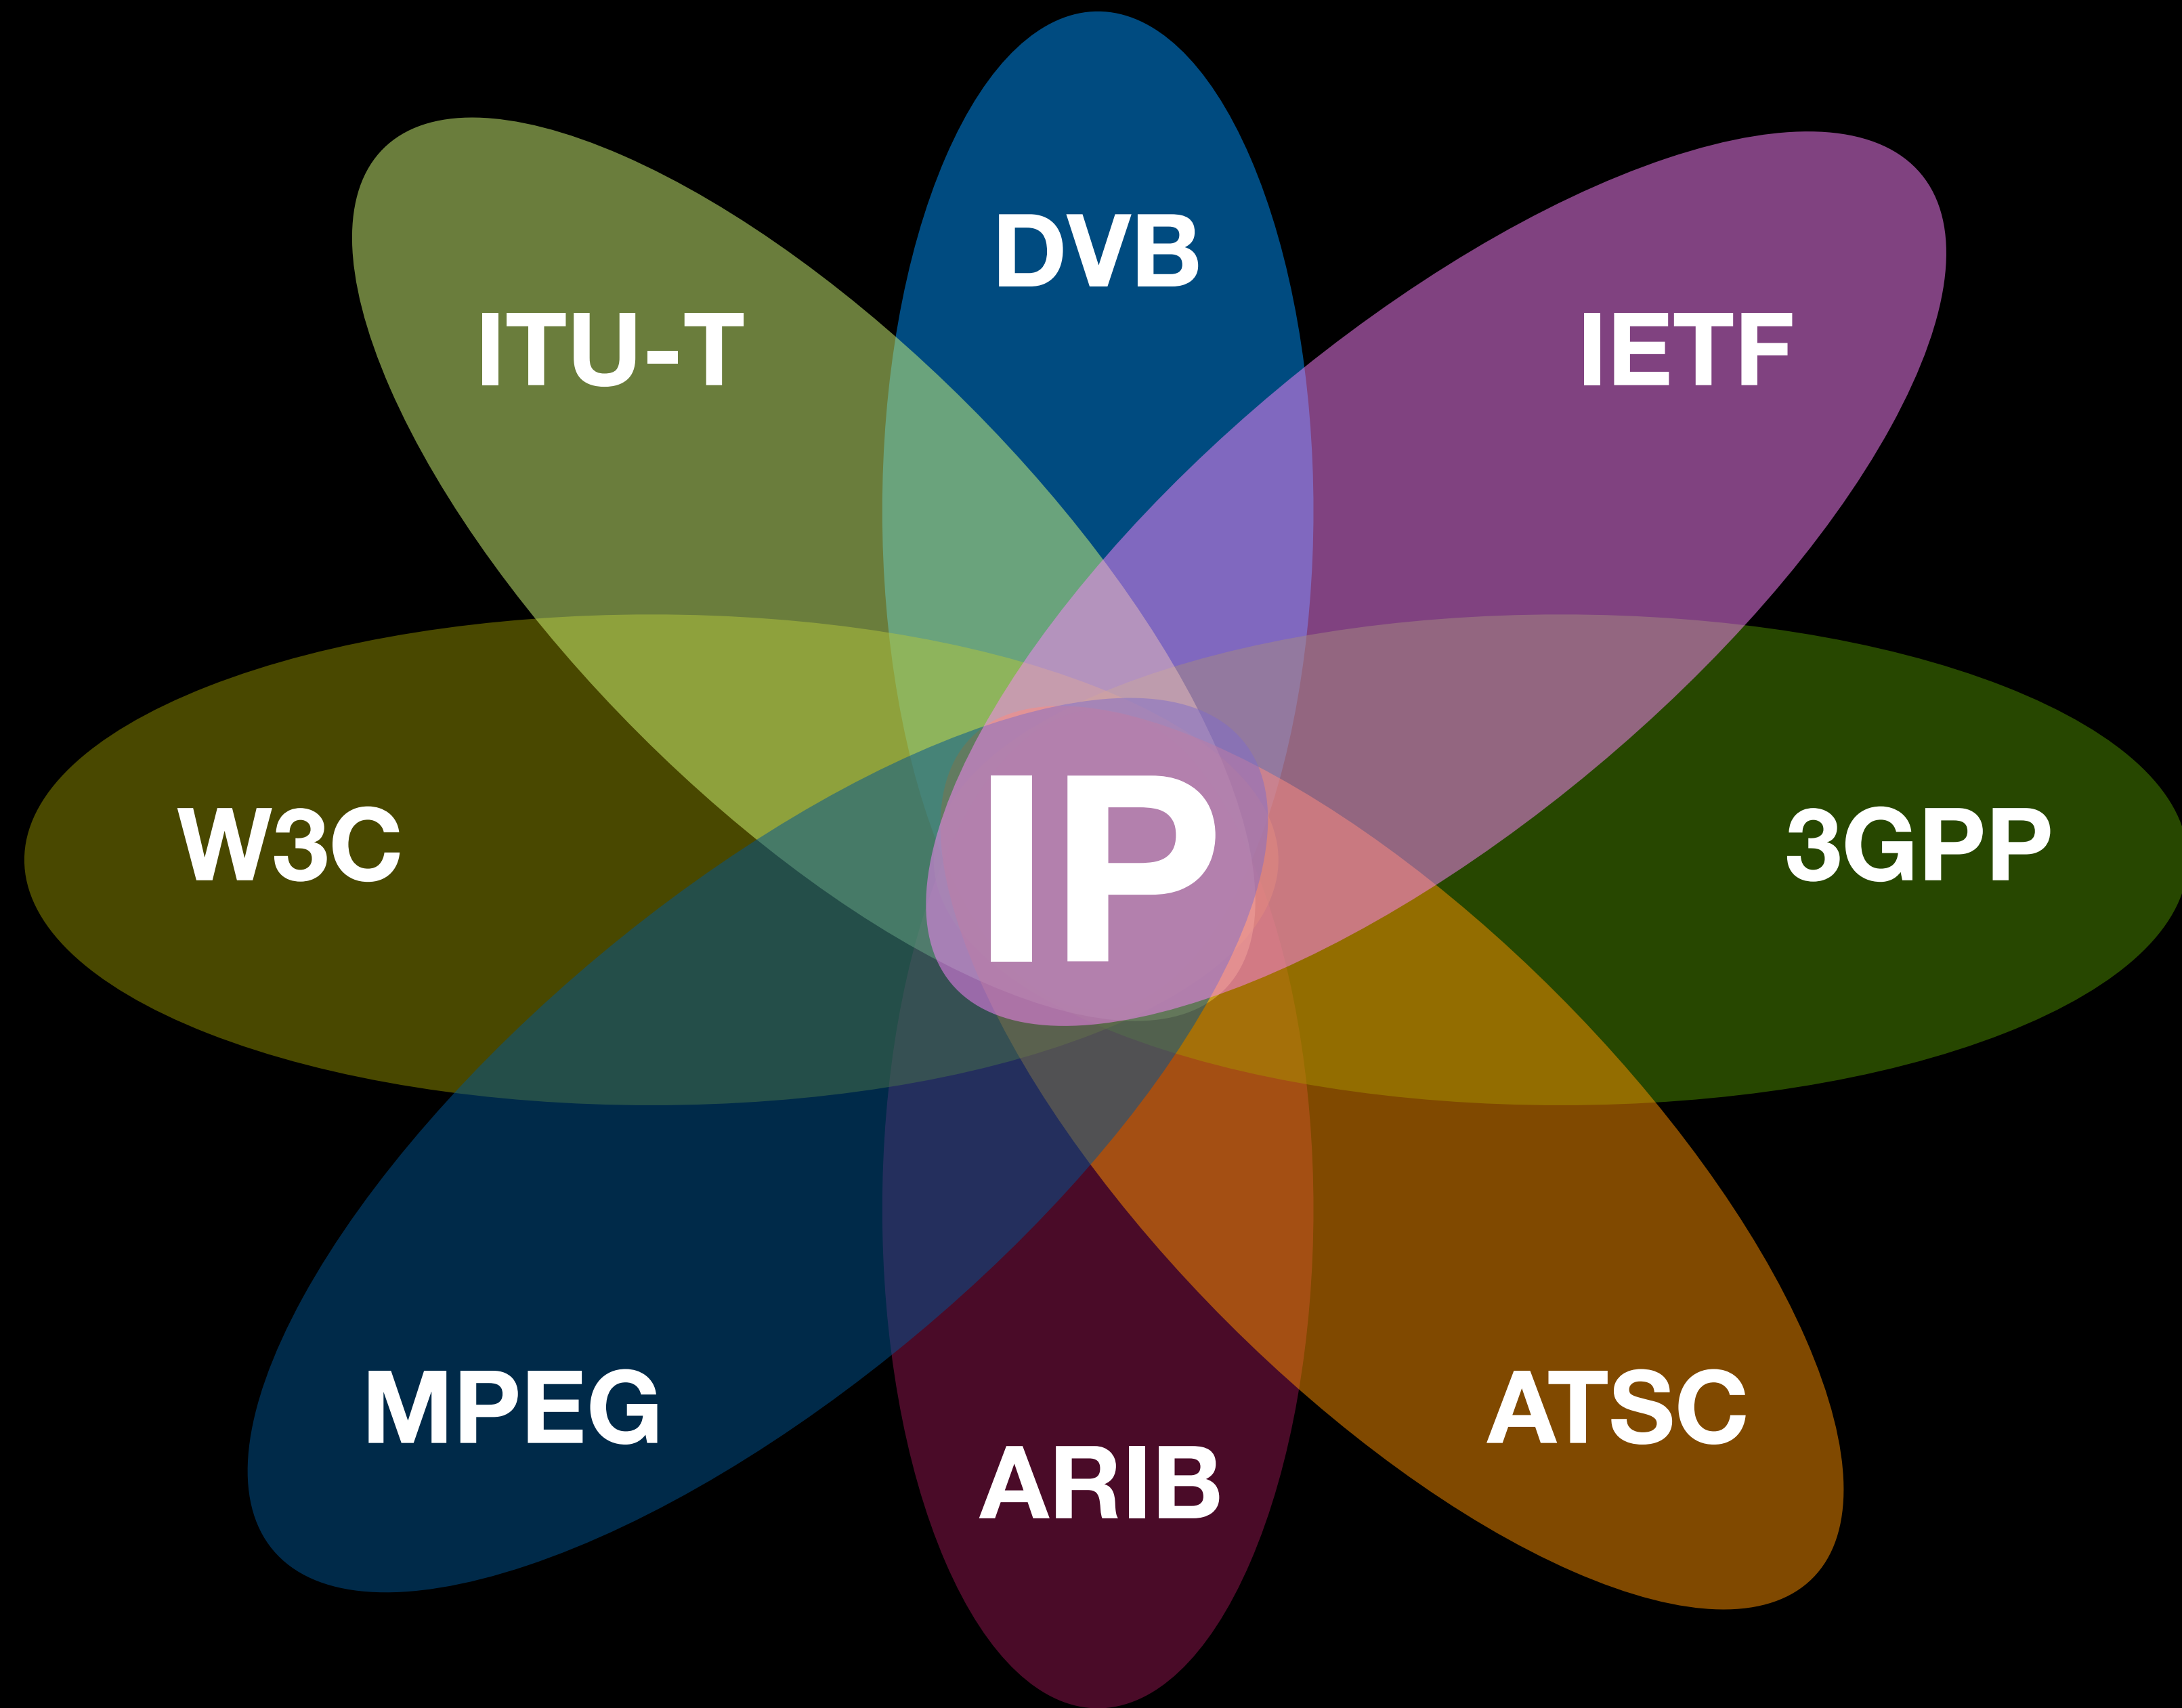 DVB
ITU-T
IETF
W3C
IP
3GPP
MPEG
ATSC
ARIB